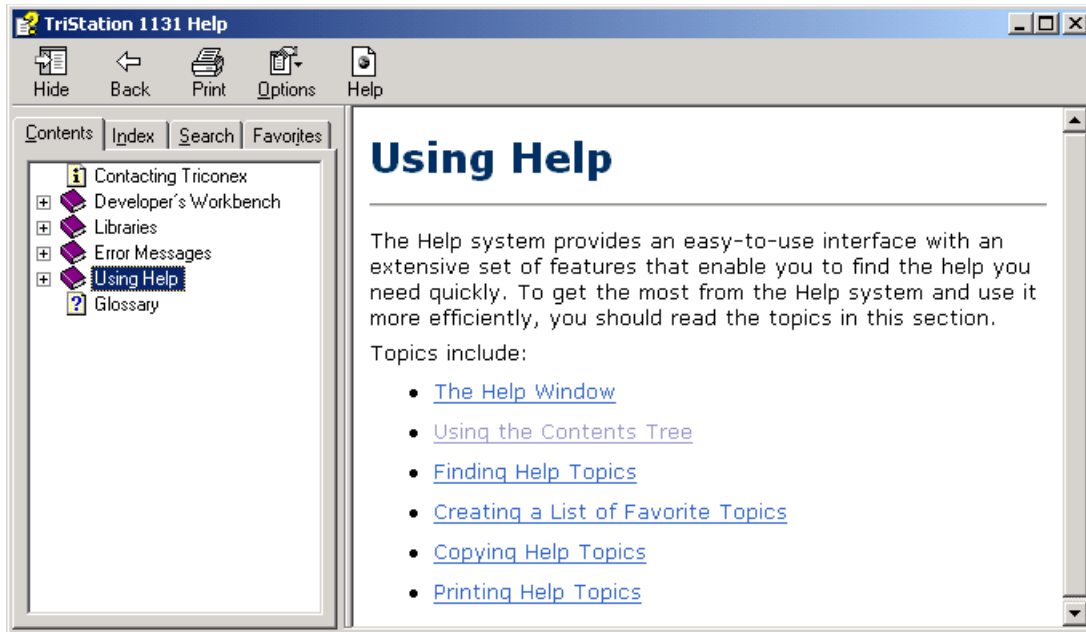 TriStation 1131 Help
Hide Back Print Options Help
Contents Index Search Favorites
Contacting Triconex
Developer's Workbench
Libraries
Error Messages
Using Help
Glossary
Using Help
The Help system provides an easy-to-use interface with an
extensive set of features that enable you to find the help you
need quickly. To get the most from the Help system and use it
more efficiently, you should read the topics in this section.
Topics include:
• The Help Window
• Using the Contents Tree
• Finding Help Topics
• Creating a List of Favorite Topics
• Copying Help Topics
• Printing Help Topics